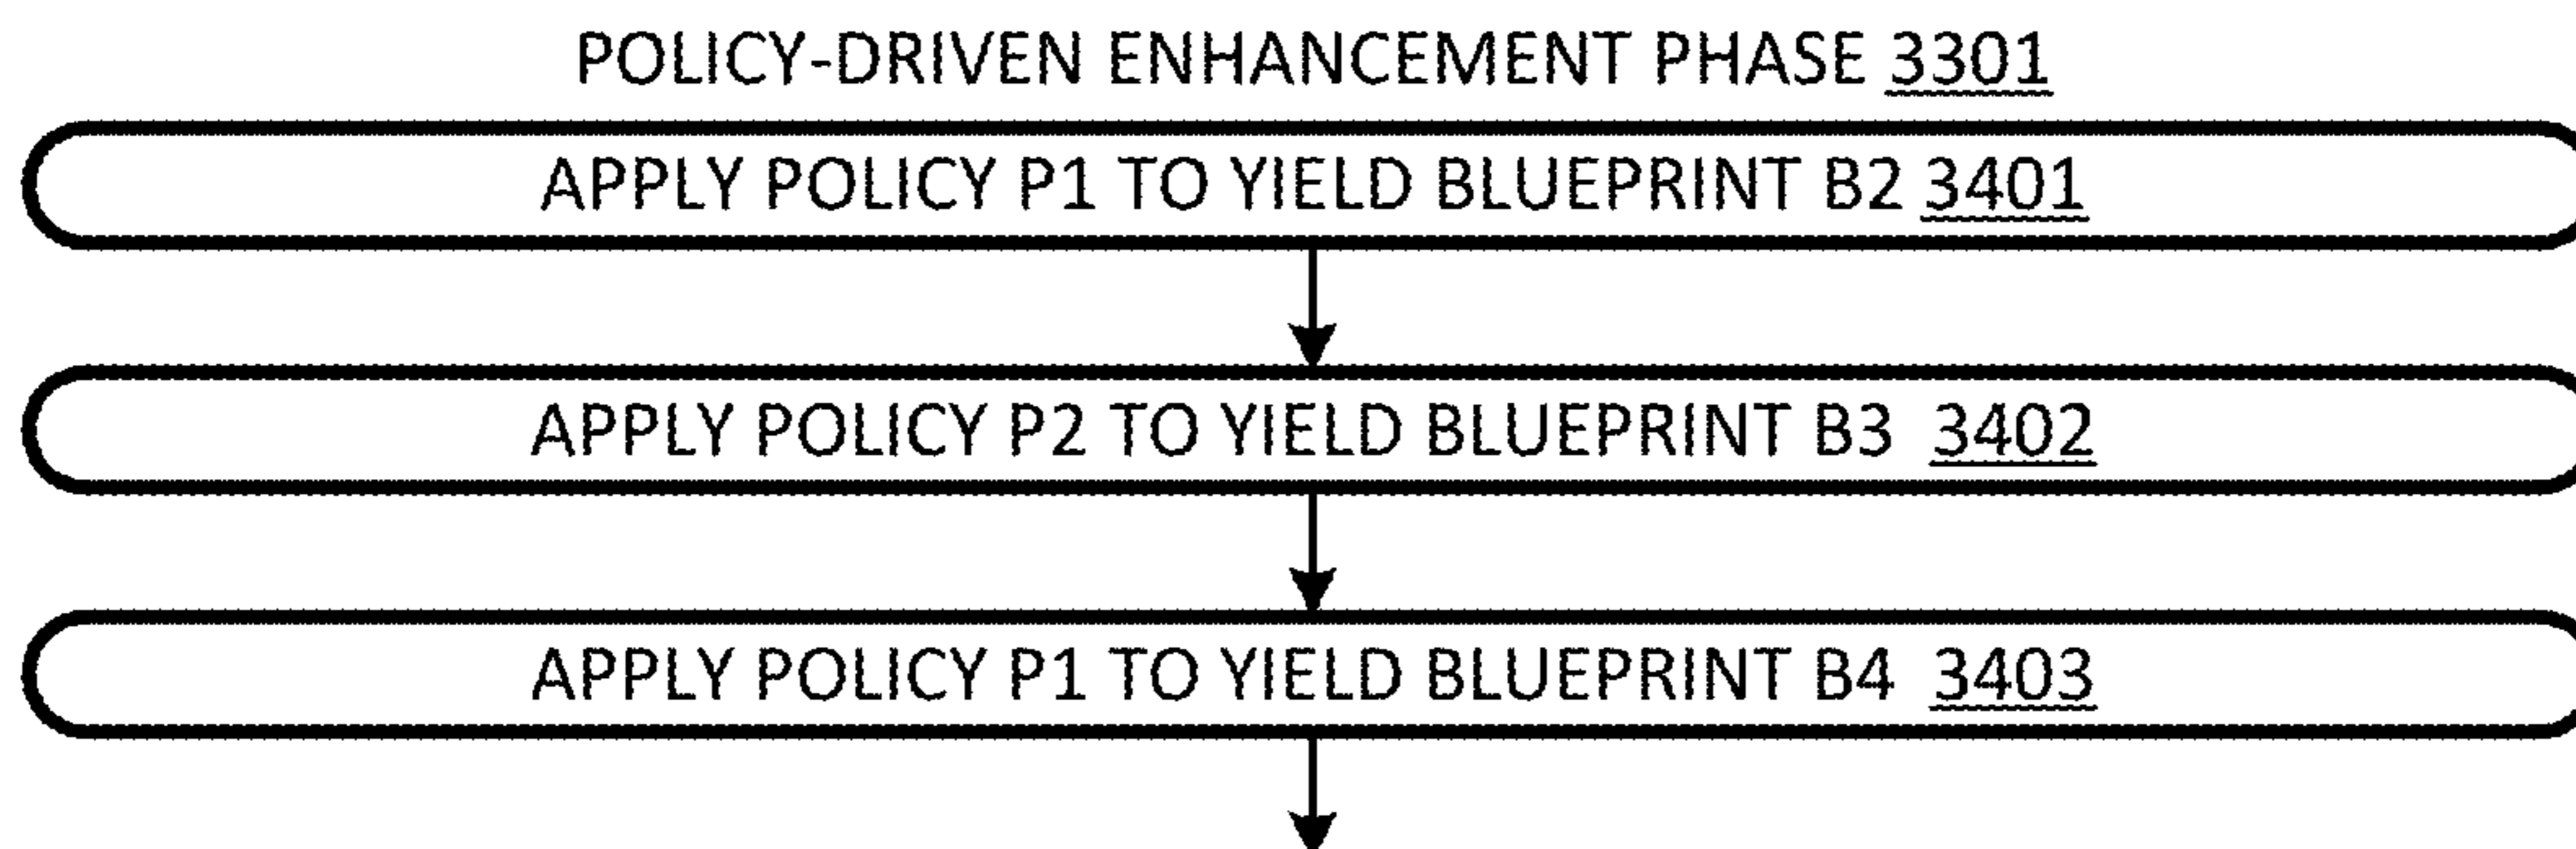 POLICY-DRIVEN ENHANCEMENT PHASE 3301
APPLY POLICY P1 TO YIELD BLUEPRINT B2 3401
APPLY POLICY P2 TO YIELD BLUEPRINT B3 3402
APPLY POLICY P1 TO YIELD BLUEPRINT B4 3403